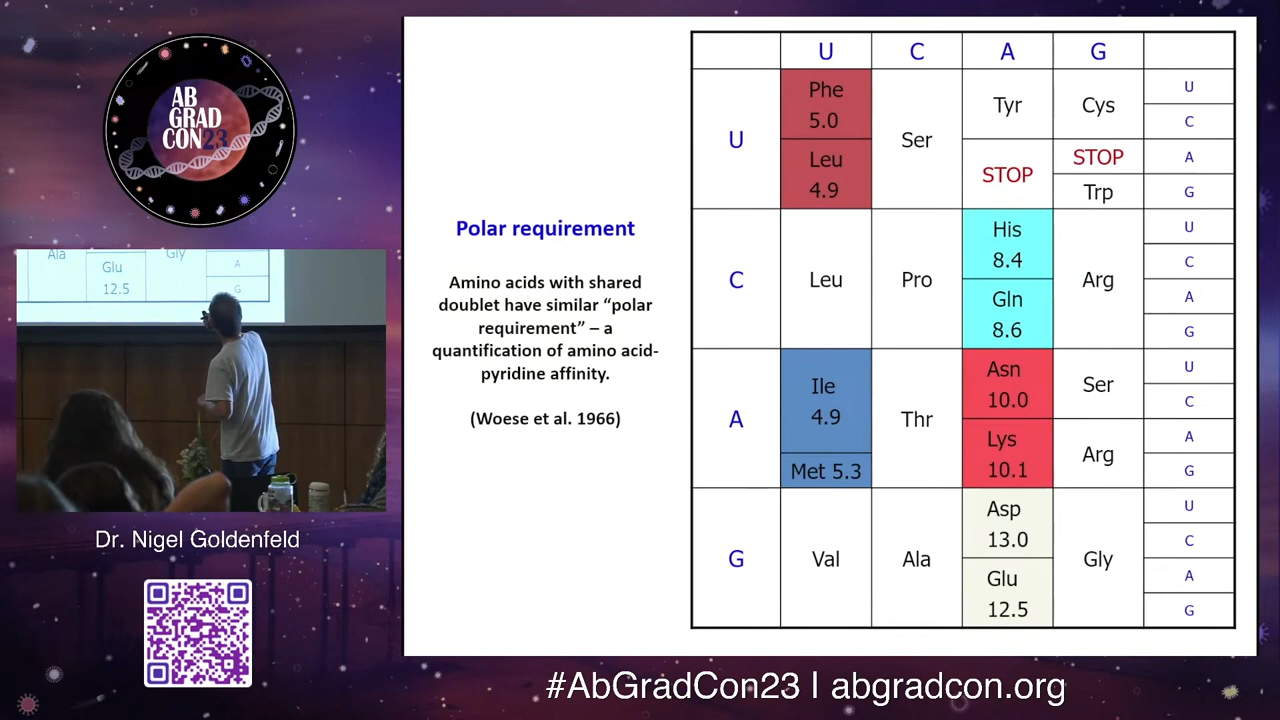 AB
GRAD
CON23
Ala
Glu
12.5
Gly
A
G
Dr. Nigel Goldenfeld
Polar requirement
Amino acids with shared
doublet have similar “polar
requirement” – a
quantification of amino acid-
pyridine affinity.
(Woese et al. 1966)
U
C
A
G
U
Phe
5.0
Leu
4.9
Ser
Tyr
STOP
Cys
STOP
Trp
U
C
A
G
C
Leu
Pro
His
8.4
Gln
8.6
Arg
U
C
A
G
A
Ile
4.9
Met 5.3
Thr
Asn
10.0
Lys
10.1
Ser
Arg
U
C
A
G
G
Val
Ala
Asp
13.0
Glu
12.5
Gly
U
C
A
G
#AbGradCon23 I abgradcon.org